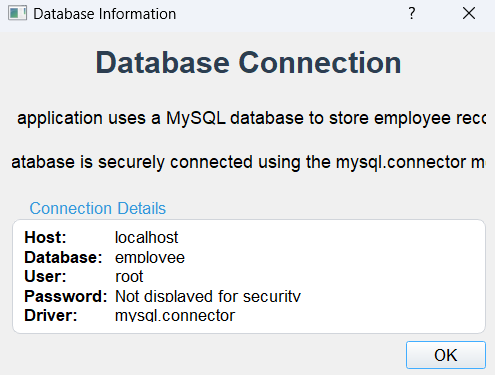 Database Information
?
Database Connection
application uses a MySQL database to store employee reco
atabase is securely connected using the mysql.connector m
Connection Details
Host: localhost
Database: employee
User: root
Password: Not displayed for security
Driver: mysql.connector
OK